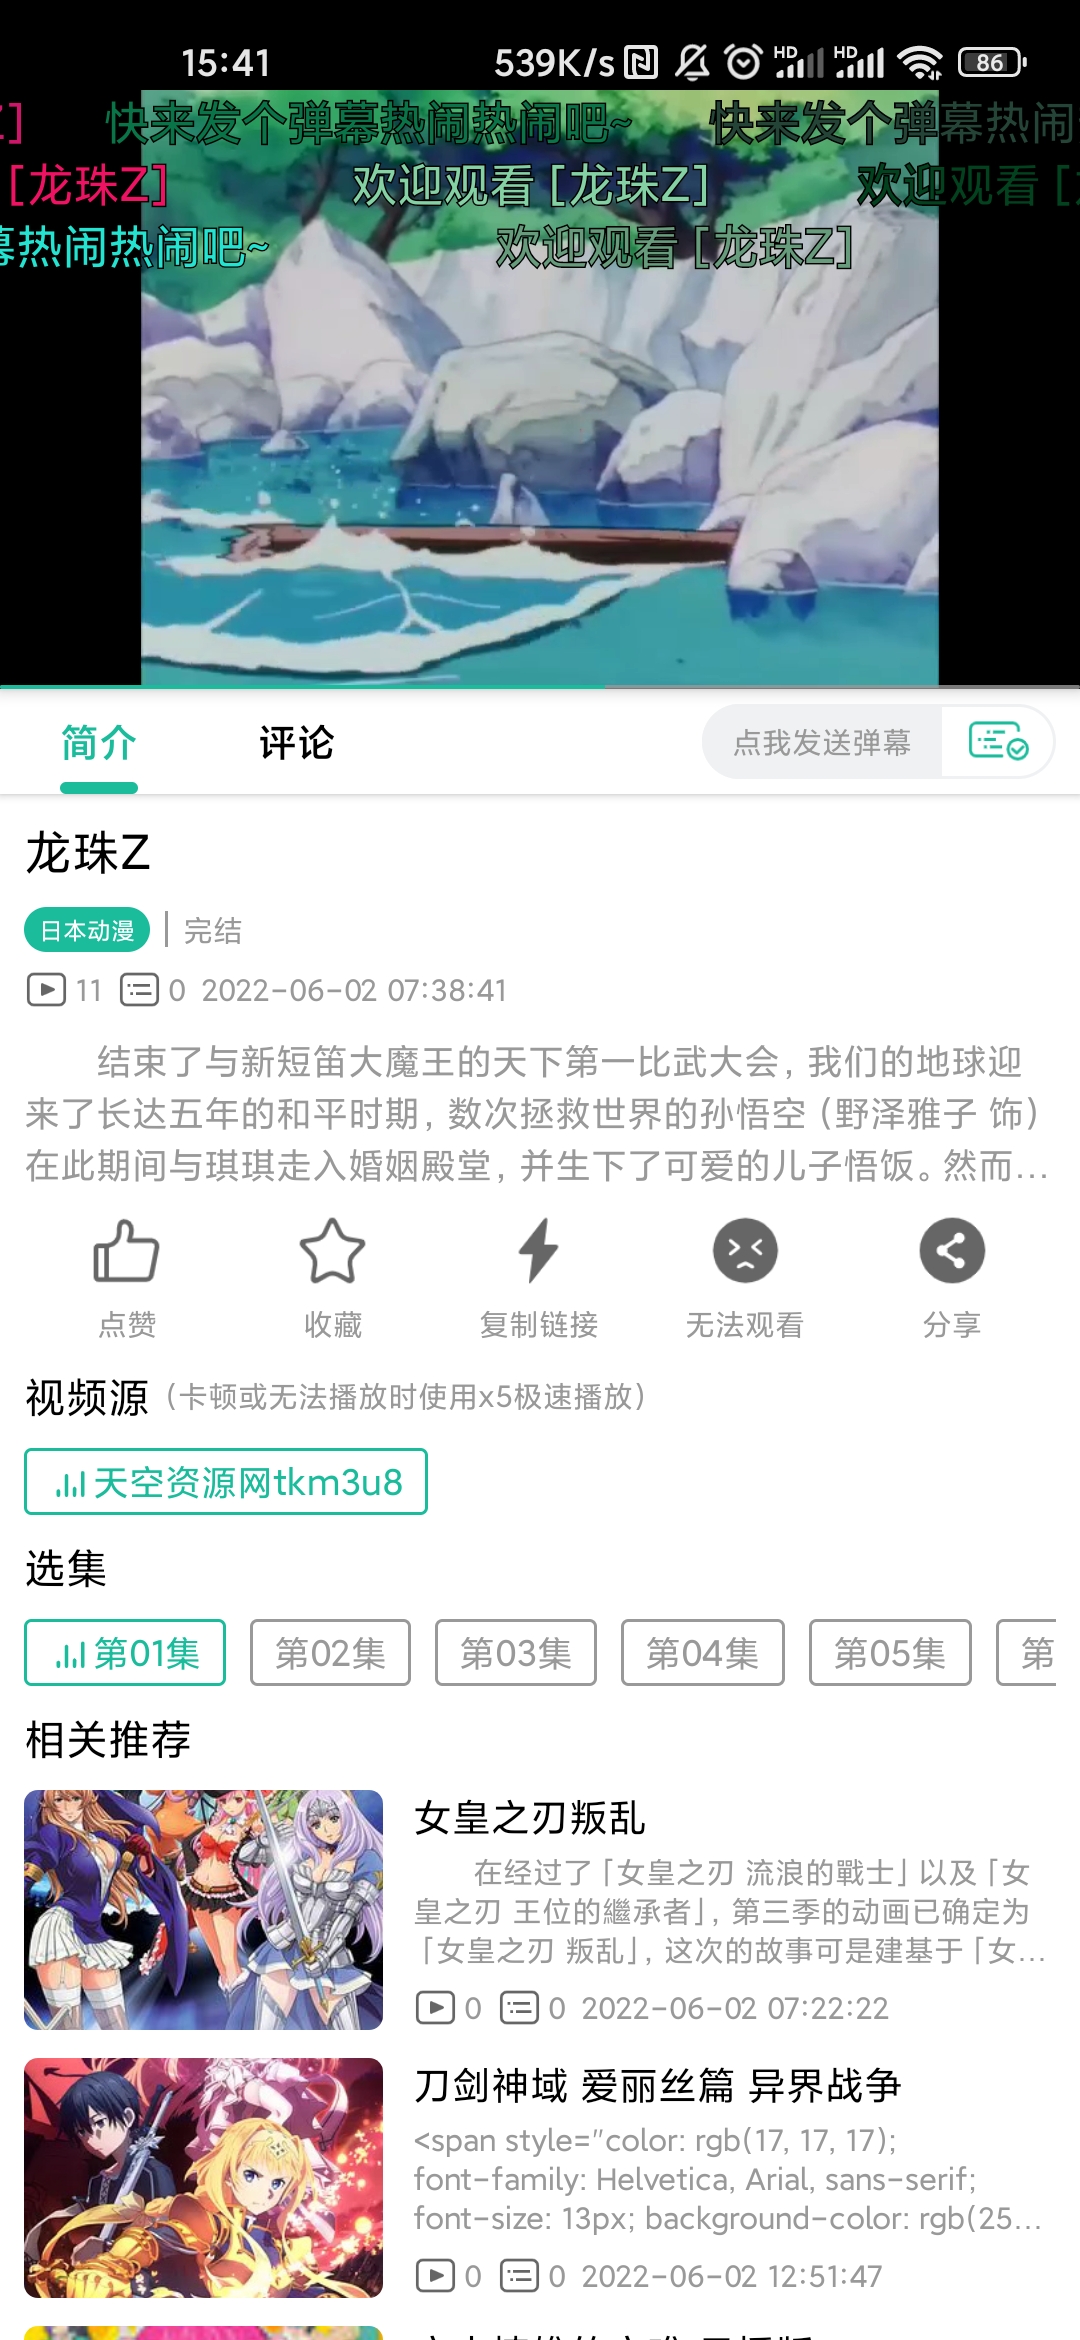 15:41
539K/s HD HD 86
Z]
快来发个弹幕热闹热闹吧~
快来发个弹幕热闹
[龙珠Z]
欢迎观看 [龙珠Z]
欢迎观看 [
幕热闹热闹吧~
欢迎观看 [龙珠Z]
简介
评论
点我发送弹幕
龙珠Z
日本动漫
完结
11 0 2022-06-02 07:38:41
结束了与新短笛大魔王的天下第一比武大会，我们的地球迎
来了长达五年的和平时期，数次拯救世界的孙悟空（野泽雅子 饰）
在此期间与琪琪走入婚姻殿堂，并生下了可爱的儿子悟饭。然而...
点赞
收藏
复制链接
无法观看
分享
视频源（卡顿或无法播放时使用x5极速播放）
天空资源网tkm3u8
选集
第01集
第02集
第03集
第04集
第05集
第
相关推荐
女皇之刃叛乱
在经过了「女皇之刃 流浪的戰士」以及「女
皇之刃 王位的繼承者」，第三季的动画已确定为
「女皇之刃 叛乱」，这次的故事可是建基于「女...
0 0 2022-06-02 07:22:22
刀剑神域 爱丽丝篇 异界战争
<span style="color: rgb(17, 17, 17);
font-family: Helvetica, Arial, sans-serif;
font-size: 13px; background-color: rgb(25...
0 0 2022-06-02 12:51:47